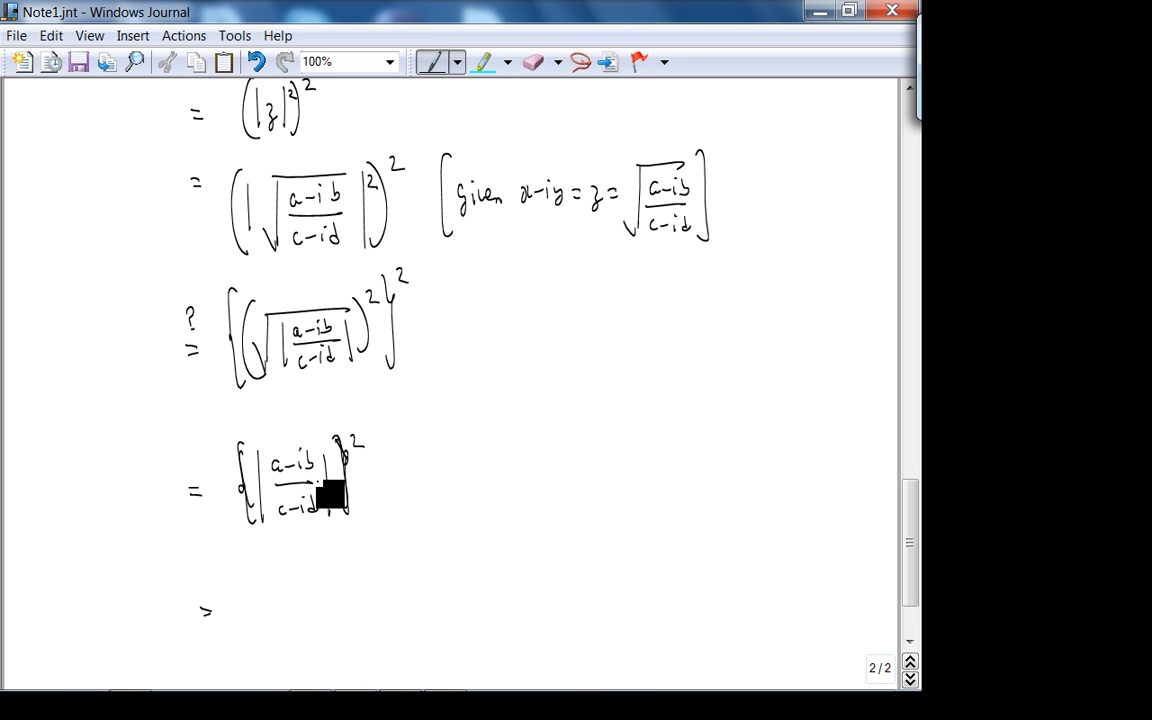 Note1.jnt - Windows Journal
File Edit View Insert Actions Tools Help
100%
= (|z|²)²
= (|√((a-ib)/(c-id))|²)² [given x-iy = z = √((a-ib)/(c-id))]
?
= {(√|(a-ib)/(c-id)|)²}²
= {|(a-ib)/(c-id)|}²
=
2 / 2